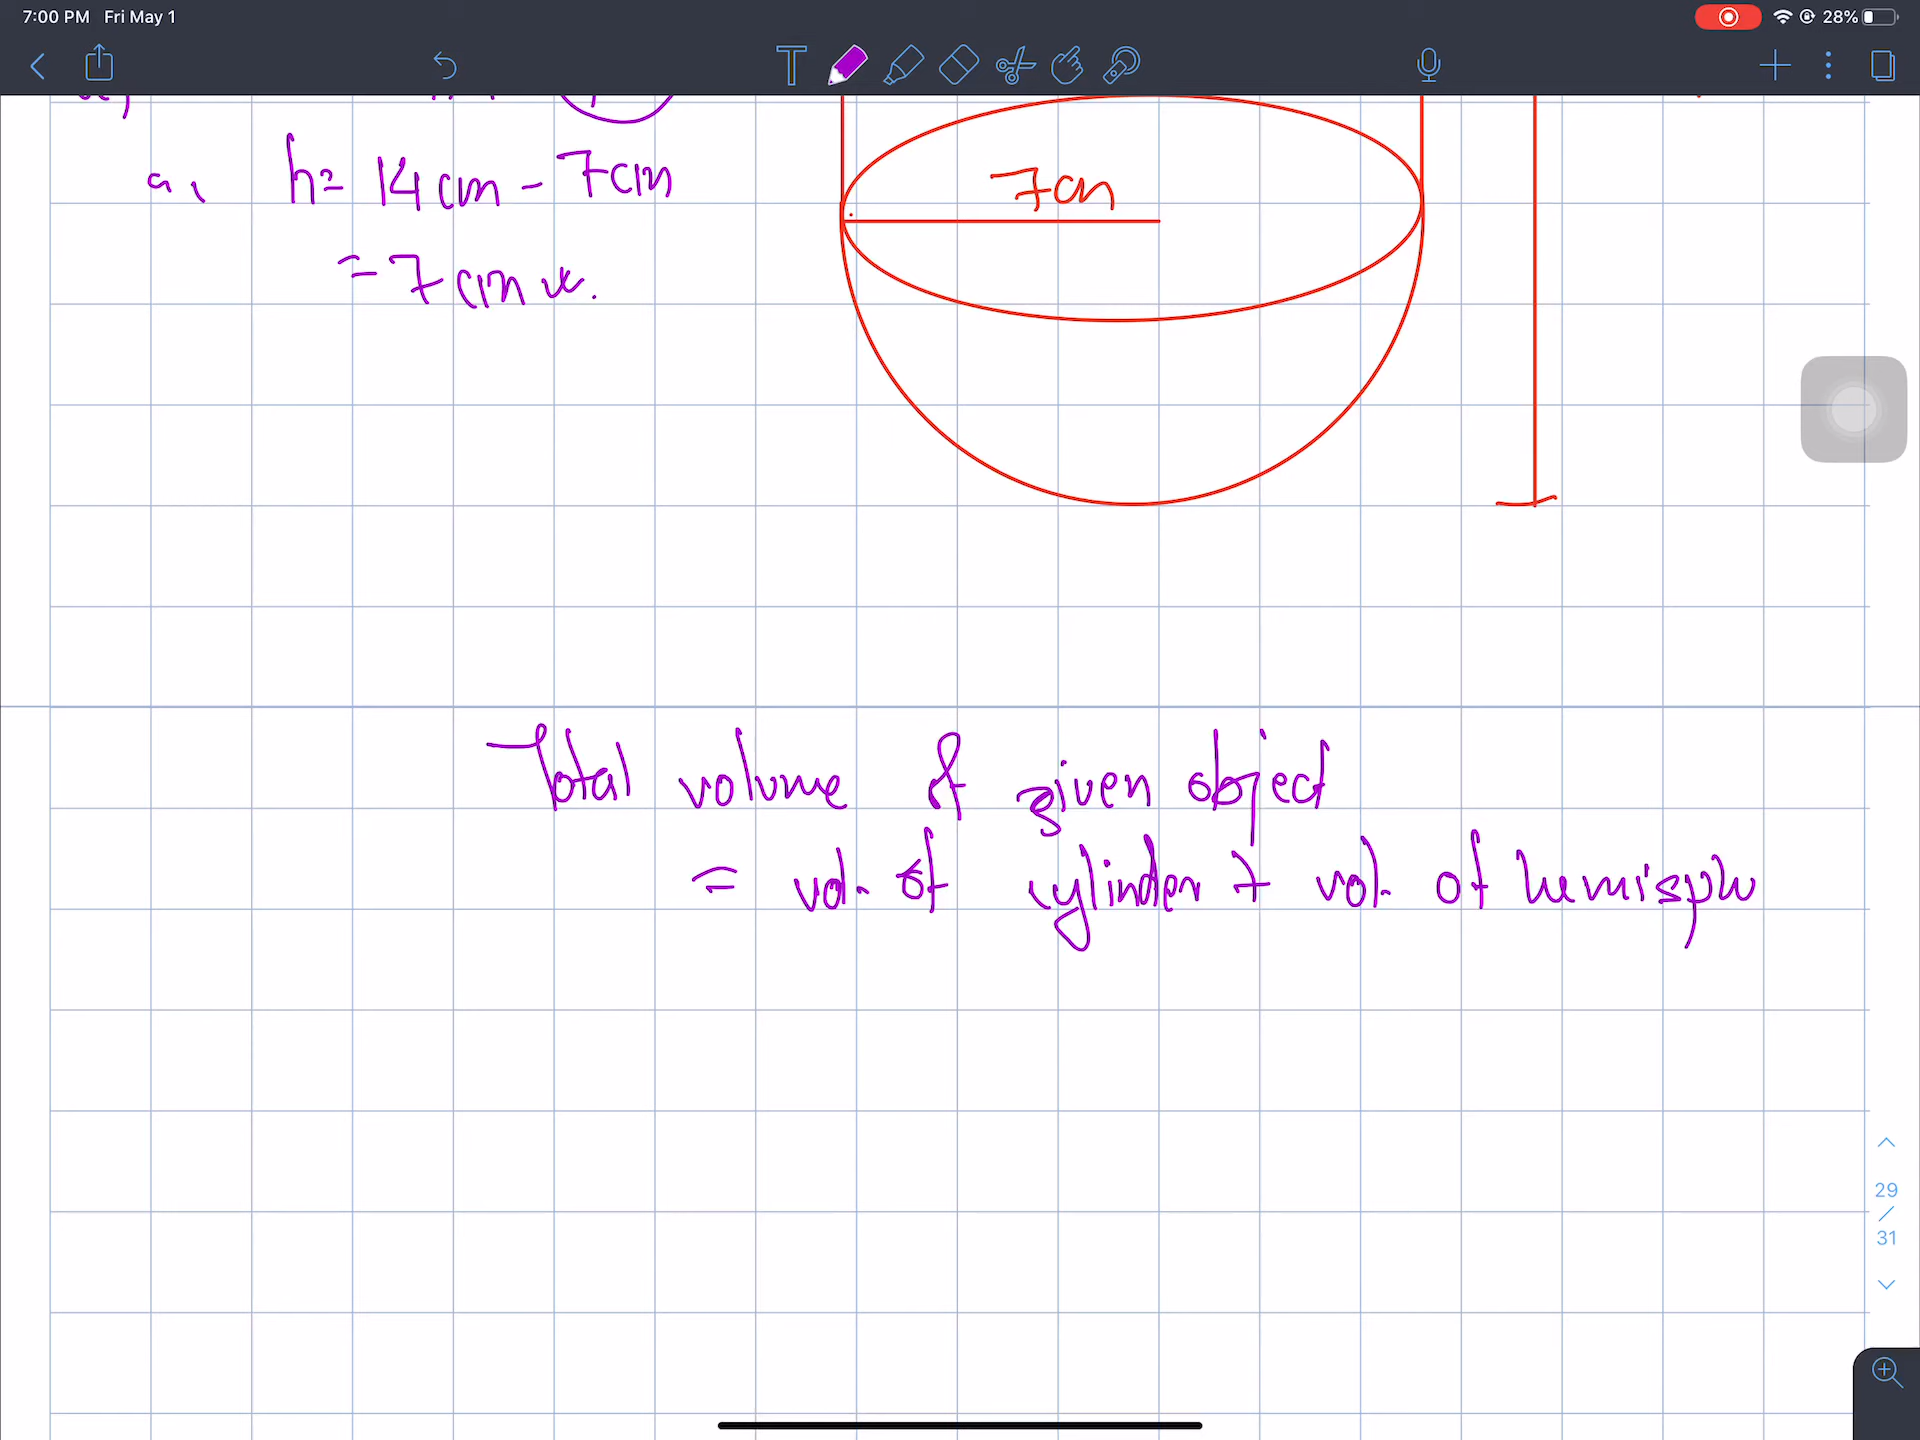 7:00 PM Fri May 1
28%
a, h= 14 cm - 7cm
= 7 cm
7cm
Total volume of given object
= vol. of cylinder + vol. of hemisphe
29
/
31